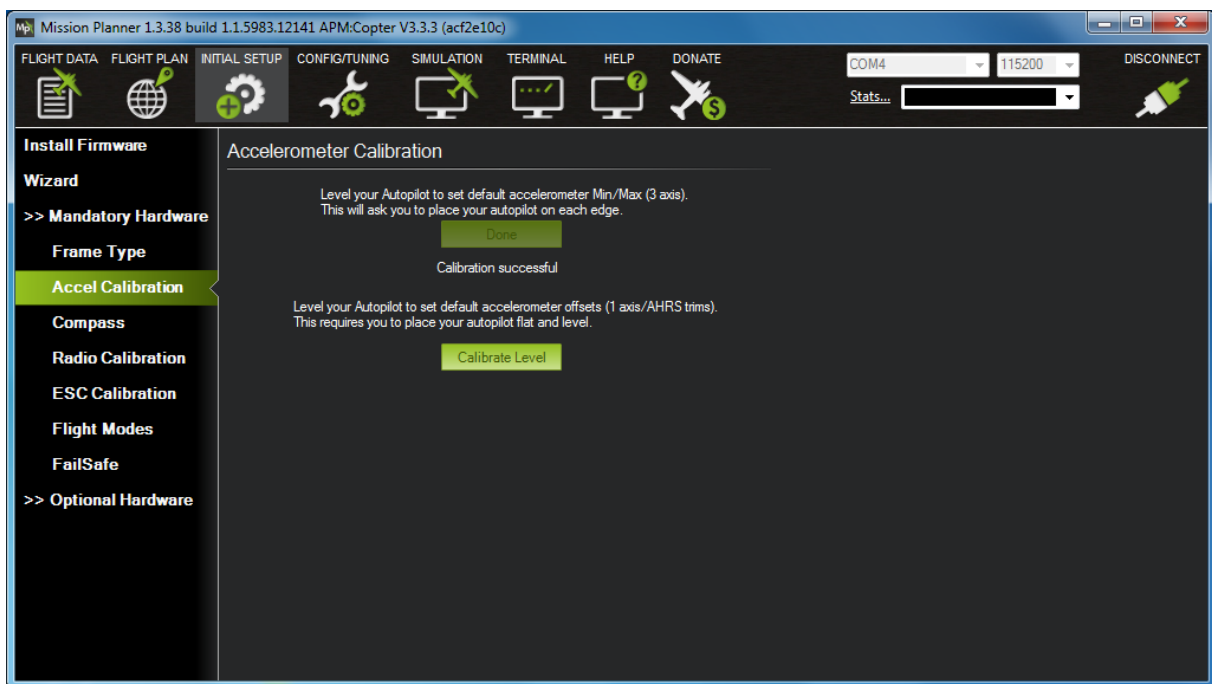 Mission Planner 1.3.38 build 1.1.5983.12141 APM:Copter V3.3.3 (acf2e10c)
FLIGHT DATA FLIGHT PLAN INITIAL SETUP CONFIG/TUNING SIMULATION TERMINAL HELP DONATE COM4 115200 DISCONNECT
Stats...
Install Firmware
Wizard
>> Mandatory Hardware
Frame Type
Accel Calibration
Compass
Radio Calibration
ESC Calibration
Flight Modes
FailSafe
>> Optional Hardware
Accelerometer Calibration
Level your Autopilot to set default accelerometer Min/Max (3 axis).
This will ask you to place your autopilot on each edge.
Done
Calibration successful
Level your Autopilot to set default accelerometer offsets (1 axis/AHRS trims).
This requires you to place your autopilot flat and level.
Calibrate Level